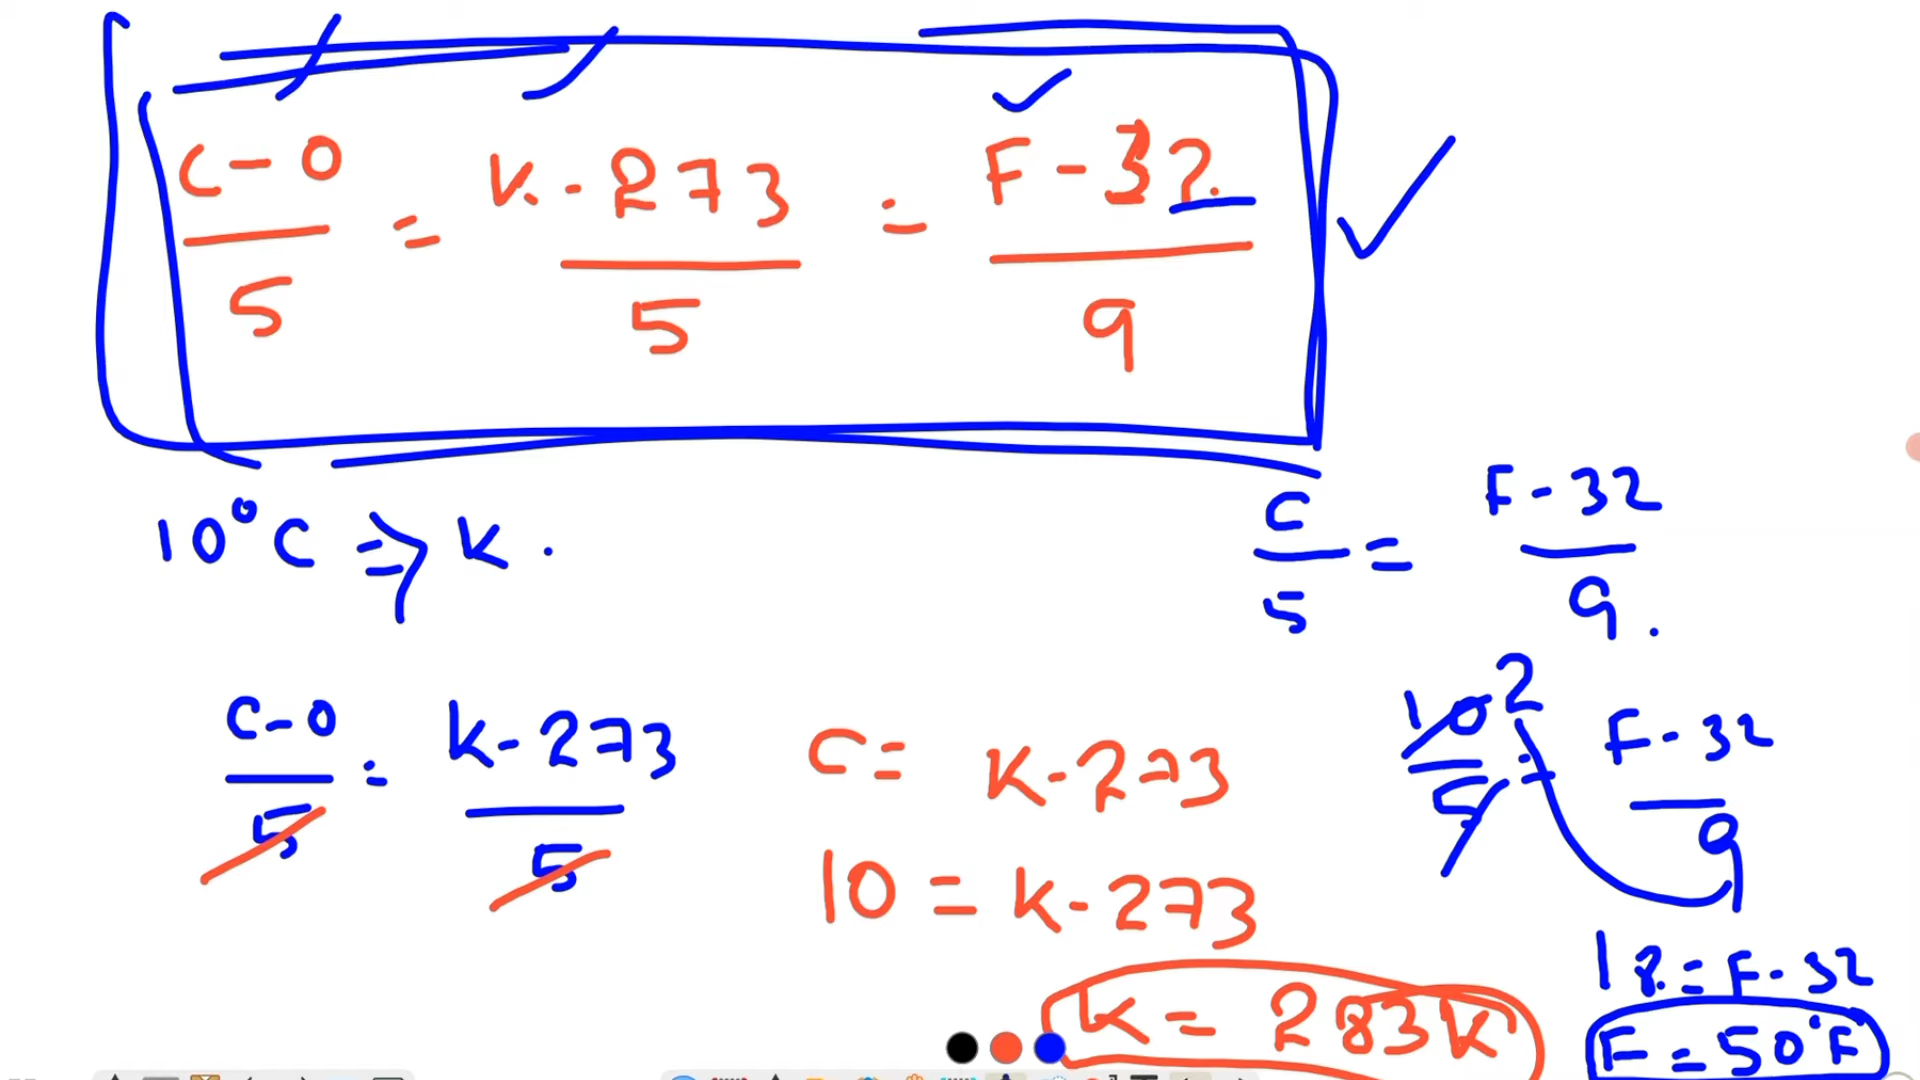 C - 0 / 5 = K - 273 / 5 = F - 32 / 9
10°C ⇒ K .
C / 5 = F - 32 / 9 .
C - 0 / 5 = K - 273 / 5
C = K - 273
10 = K - 273
K = 283K
10 2 / 5 = F - 32 / 9
18 = F - 32
F = 50°F